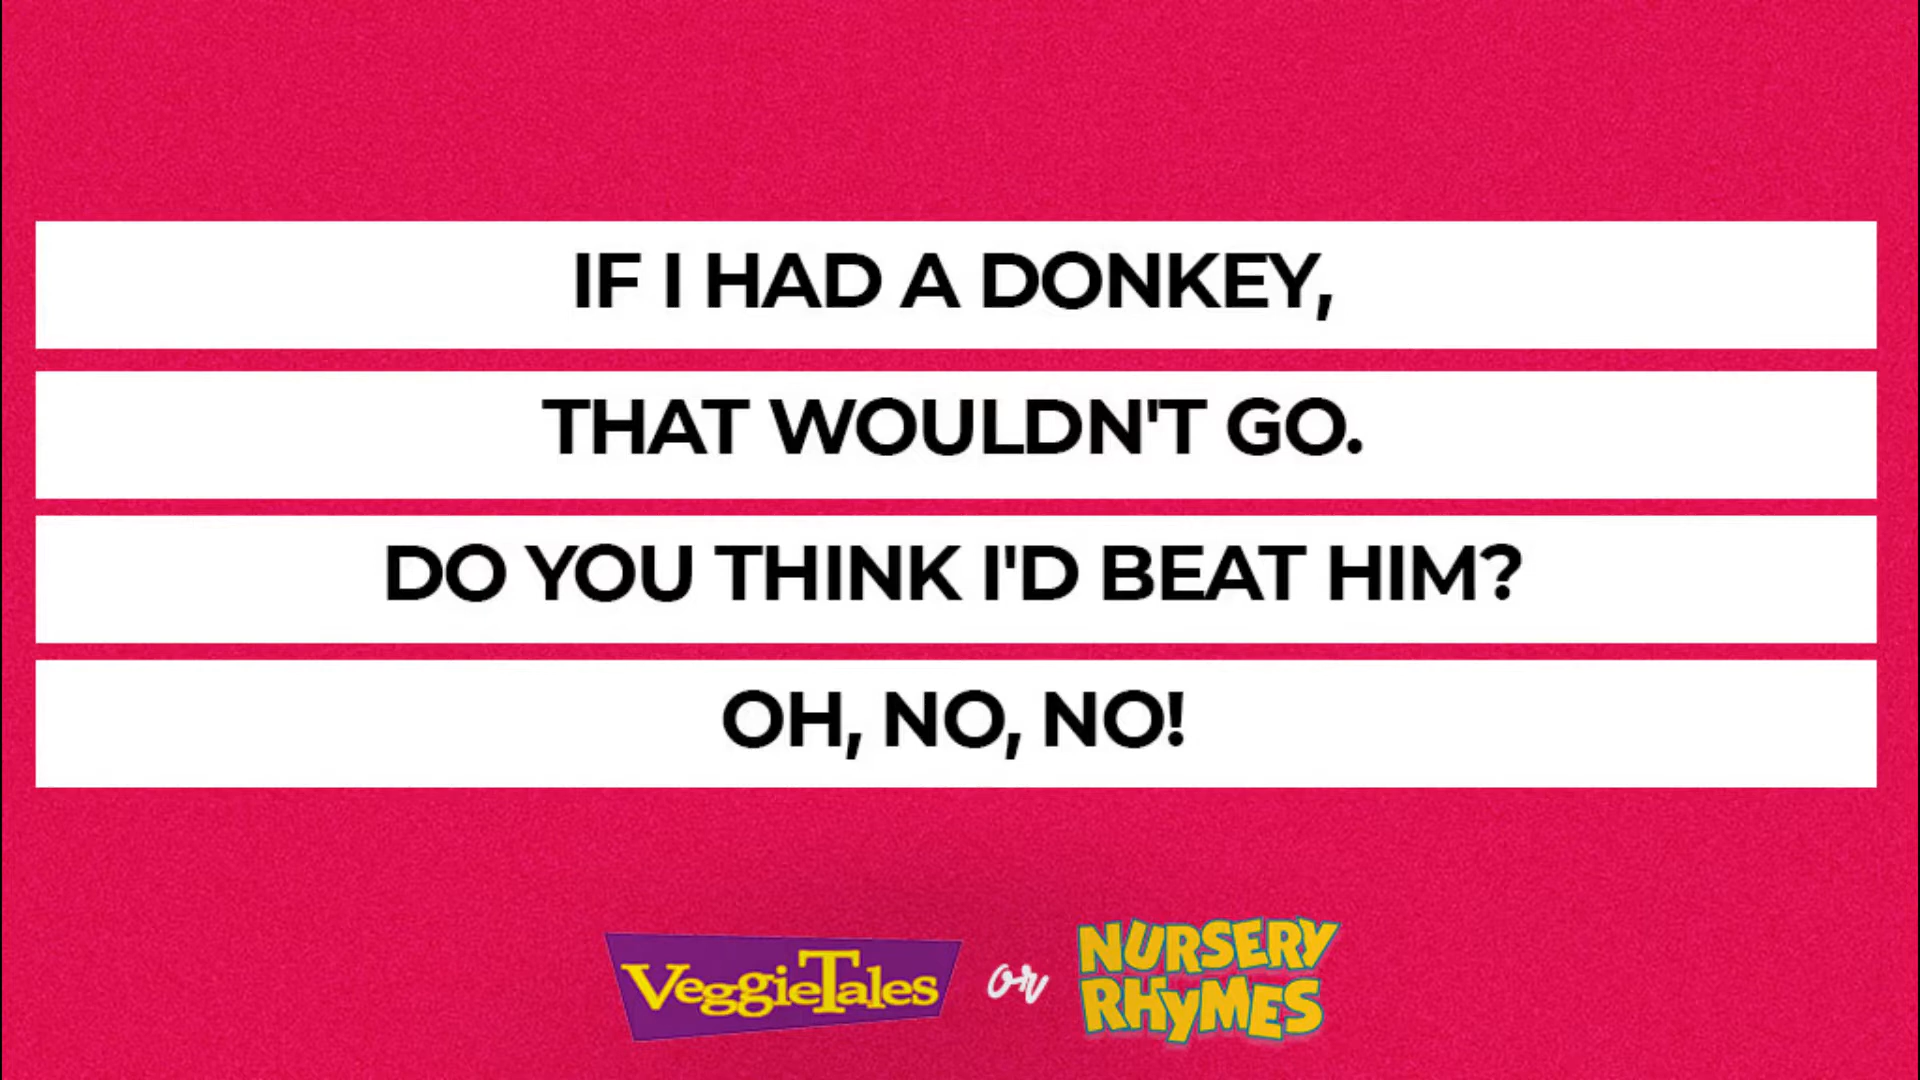 IF I HAD A DONKEY,
THAT WOULDN'T GO.
DO YOU THINK I'D BEAT HIM?
OH, NO, NO!
VeggieTales or NURSERY RHYMES